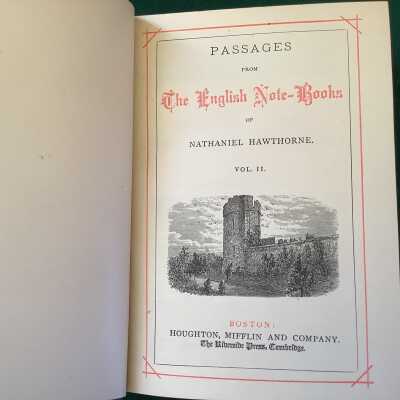 PASSAGES
FROM
The English Note-Books
OF
NATHANIEL HAWTHORNE.
VOL. II.
BOSTON:
HOUGHTON, MIFFLIN AND COMPANY.
The Riverside Press, Cambridge.